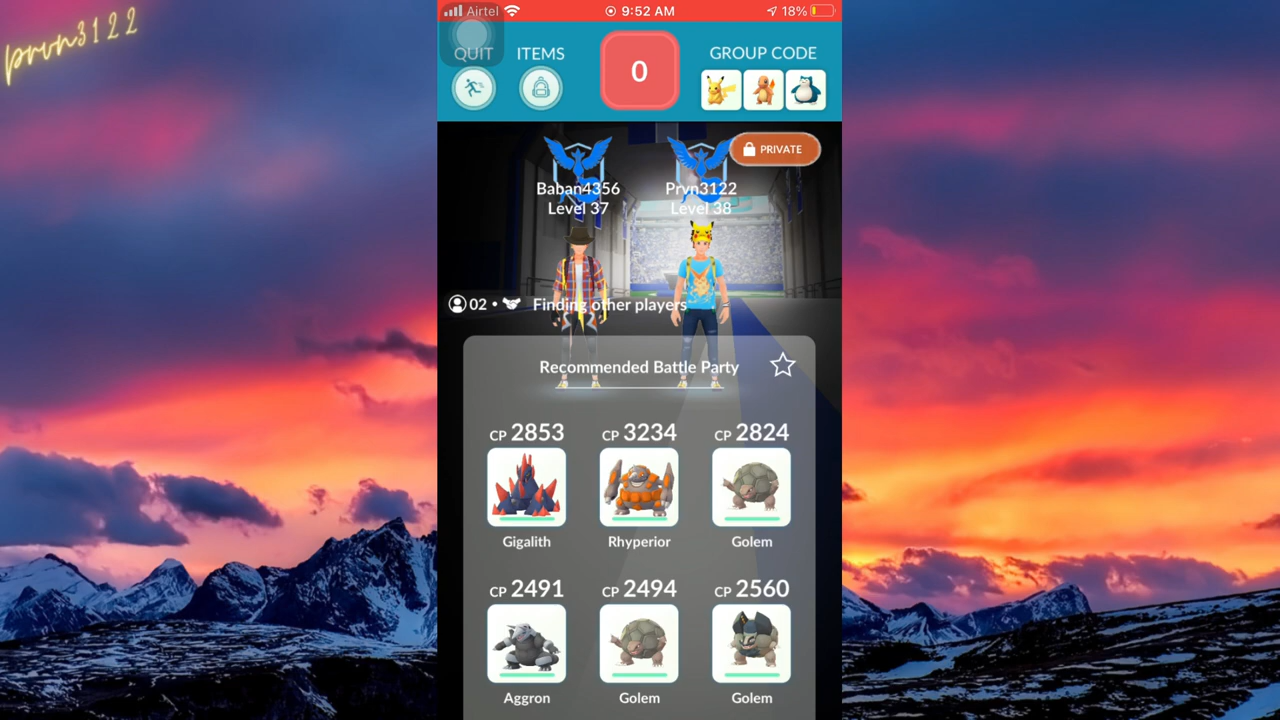 prvn3122
Airtel 9:52 AM 18%
QUIT ITEMS 0 GROUP CODE
PRIVATE
Baban4356 Prvn3122
Level 37 Level 38
02 • Finding other players
Recommended Battle Party
CP 2853 CP 3234 CP 2824
Gigalith Rhyperior Golem
CP 2491 CP 2494 CP 2560
Aggron Golem Golem